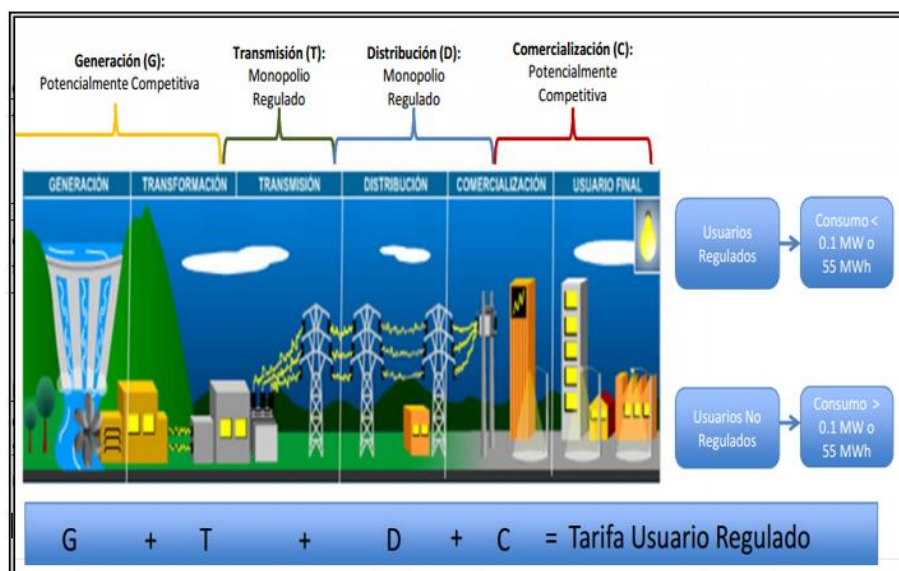 Generación (G):
Potencialmente Competitiva
Transmisión (T):
Monopolio
Regulado
Distribución (D):
Monopolio
Regulado
Comercialización (C):
Potencialmente
Competitiva
GENERACIÓN
TRANSFORMACIÓN
TRANSMISIÓN
DISTRIBUCIÓN
COMERCIALIZACIÓN
USUARIO FINAL
Usuarios
Regulados
Consumo <
0.1 MW o
55 MWh
Usuarios No
Regulados
Consumo >
0.1 MW o
55 MWh
G + T + D + C = Tarifa Usuario Regulado